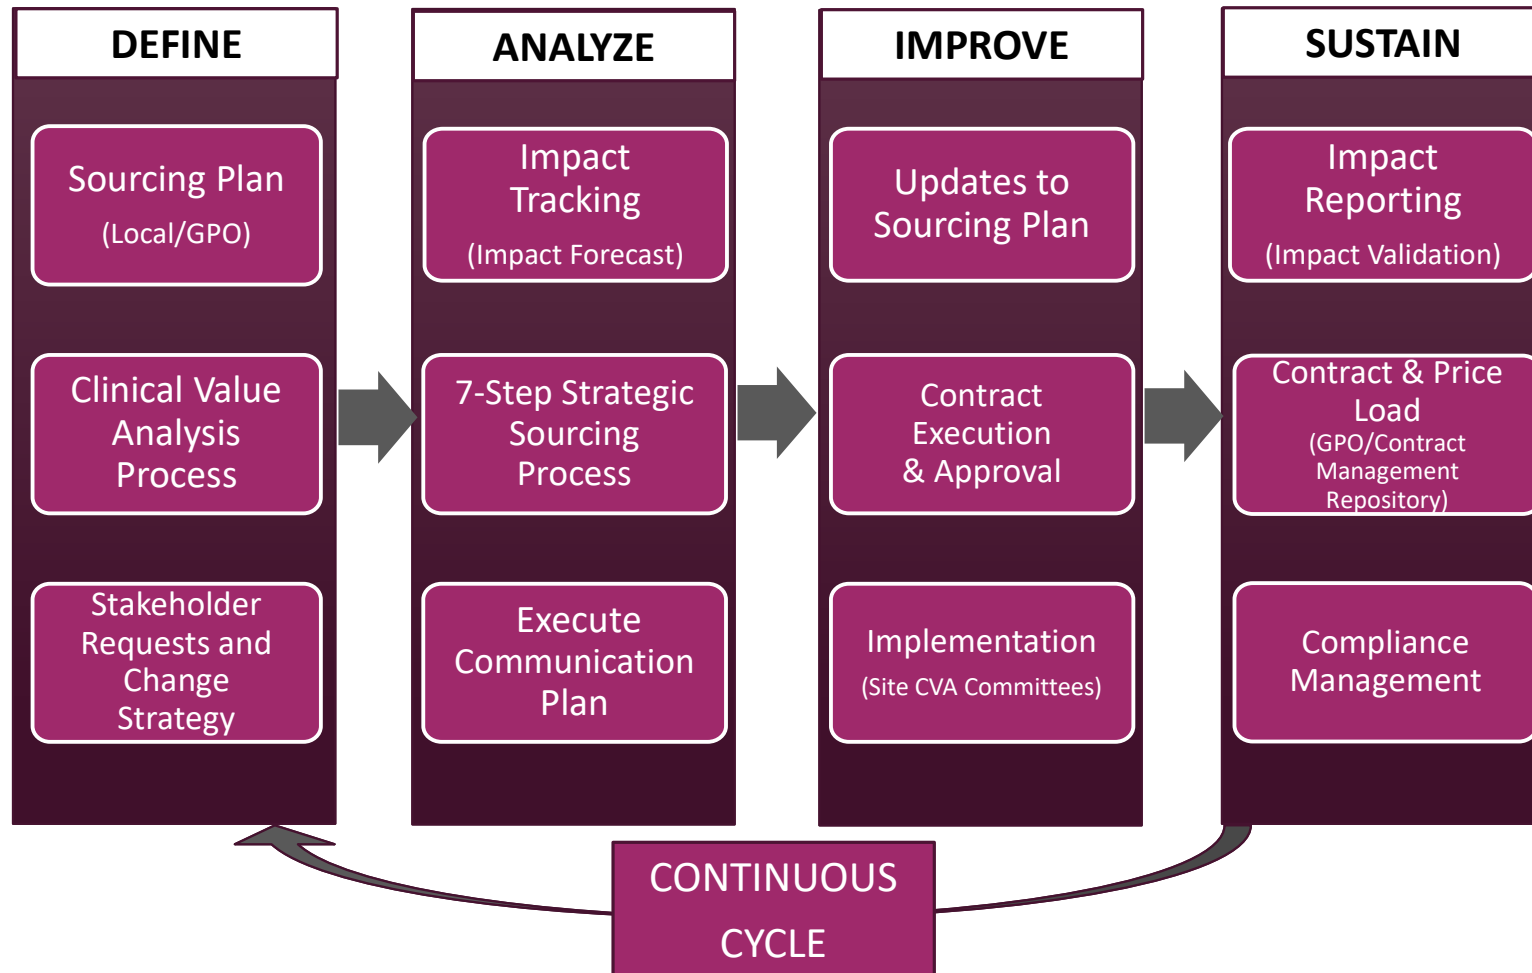 DEFINE
Sourcing Plan
(Local/GPO)
Clinical Value
Analysis
Process
Stakeholder
Requests and
Change
Strategy
ANALYZE
Impact
Tracking
(Impact Forecast)
7-Step Strategic
Sourcing
Process
Execute
Communication
Plan
IMPROVE
Updates to
Sourcing Plan
Contract
Execution
& Approval
Implementation
(Site CVA Committees)
SUSTAIN
Impact
Reporting
(Impact Validation)
Contract & Price
Load
(GPO/Contract
Management
Repository)
Compliance
Management
CONTINUOUS
CYCLE